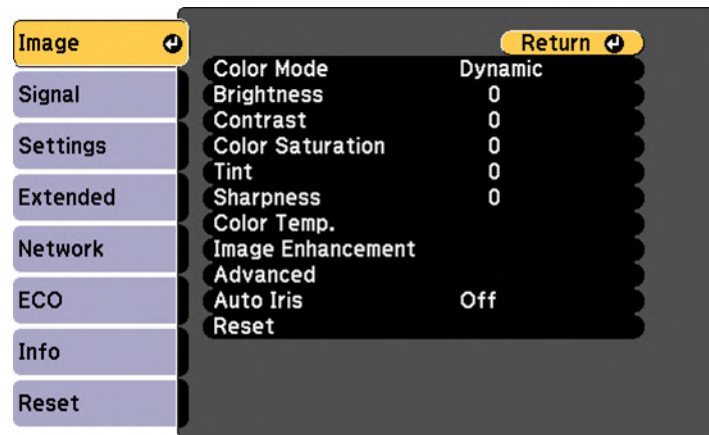 Image
Signal
Settings
Extended
Network
ECO
Info
Reset
Return
Color Mode Dynamic
Brightness 0
Contrast 0
Color Saturation 0
Tint 0
Sharpness 0
Color Temp.
Image Enhancement
Advanced
Auto Iris Off
Reset